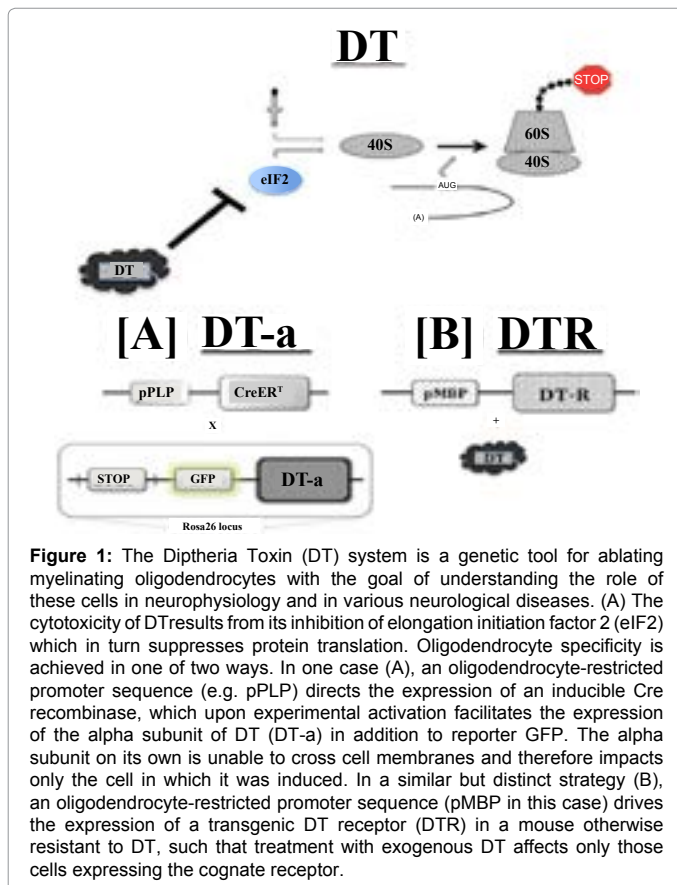 DT
STOP
60S
40S
40S
eIF2
AUG
(A)
DT
[A] DT-a
[B] DTR
pPLP
CreERᵀ
pMBP
DT-R
x
+
STOP
GFP
DT-a
DT
Rosa26 locus
Figure 1: The Diptheria Toxin (DT) system is a genetic tool for ablating
myelinating oligodendrocytes with the goal of understanding the role of
these cells in neurophysiology and in various neurological diseases. (A) The
cytotoxicity of DTresults from its inhibition of elongation initiation factor 2 (eIF2)
which in turn suppresses protein translation. Oligodendrocyte specificity is
achieved in one of two ways. In one case (A), an oligodendrocyte-restricted
promoter sequence (e.g. pPLP) directs the expression of an inducible Cre
recombinase, which upon experimental activation facilitates the expression
of the alpha subunit of DT (DT-a) in addition to reporter GFP. The alpha
subunit on its own is unable to cross cell membranes and therefore impacts
only the cell in which it was induced. In a similar but distinct strategy (B),
an oligodendrocyte-restricted promoter sequence (pMBP in this case) drives
the expression of a transgenic DT receptor (DTR) in a mouse otherwise
resistant to DT, such that treatment with exogenous DT affects only those
cells expressing the cognate receptor.